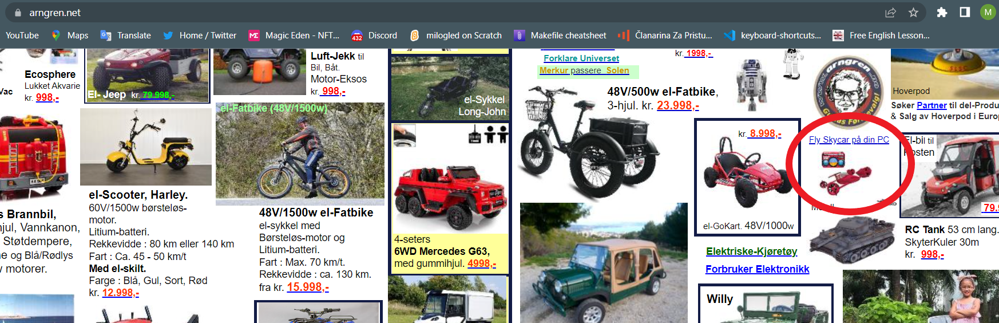 arngren.net
M
YouTube
Maps
Translate
Home / Twitter
Magic Eden - NFT...
Discord
milogled on Scratch
Makefile cheatsheet
Članarina Za Pristu...
keyboard-shortcuts...
Free English Lesson...
Vac
Ecosphere
Lukket Akvarie
kr. 998,-
El- Jeep kr. 79.998,-
Luft-Jekk til
Bil, Båt.
Motor-Eksos
kr. 998,-
el-Sykkel
Long-John
Forklare Universet
Merkur passere Solen
kr. 1998,-
48V/500w el-Fatbike,
3-hjul. kr. 23.998,-
www.arngren.no
Hoverpod
Søker Partner til del-Produ
& Salg av Hoverpod i Europ
s Brannbil,
hjul, Vannkanon,
Støtdempere,
ne og Blå/Rødlys
v motorer.
el-Scooter, Harley.
60V/1500w børsteløs-
motor.
Litium-batteri.
Rekkevidde : 80 km eller 140 km
Fart : Ca. 45 - 50 km/t
Med el-skilt.
Farge : Blå, Gul, Sort, Rød
kr. 12.998,-
el-Fatbike (48V/1500w)
48V/1500w el-Fatbike
el-sykkel med
Børsteløs-motor og
Litium-batteri.
Fart : Max. 70 km/t.
Rekkevidde : ca. 130 km.
fra kr. 15.998,-
4-seters
6WD Mercedes G63,
med gummihjul. 4998,-
kr. 8.998,-
el-GoKart. 48V/1000w
Elektriske-Kjøretøy
Forbruker Elektronikk
Willy
Fly Skycar på din PC
El-bil til
Kosten
79.9
RC Tank 53 cm lang.
SkyterKuler 30m
kr. 998,-